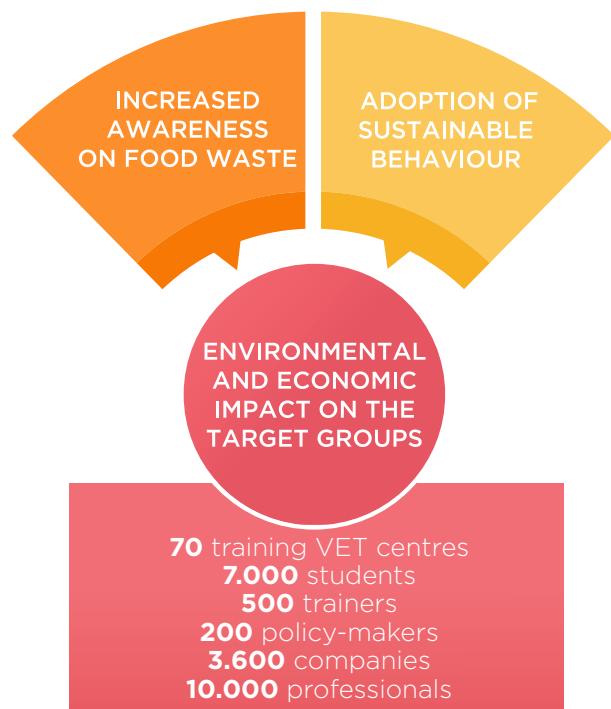 INCREASED
AWARENESS
ON FOOD WASTE
ADOPTION OF
SUSTAINABLE
BEHAVIOUR
ENVIRONMENTAL
AND ECONOMIC
IMPACT ON THE
TARGET GROUPS
70 training VET centres
7.000 students
500 trainers
200 policy-makers
3.600 companies
10.000 professionals